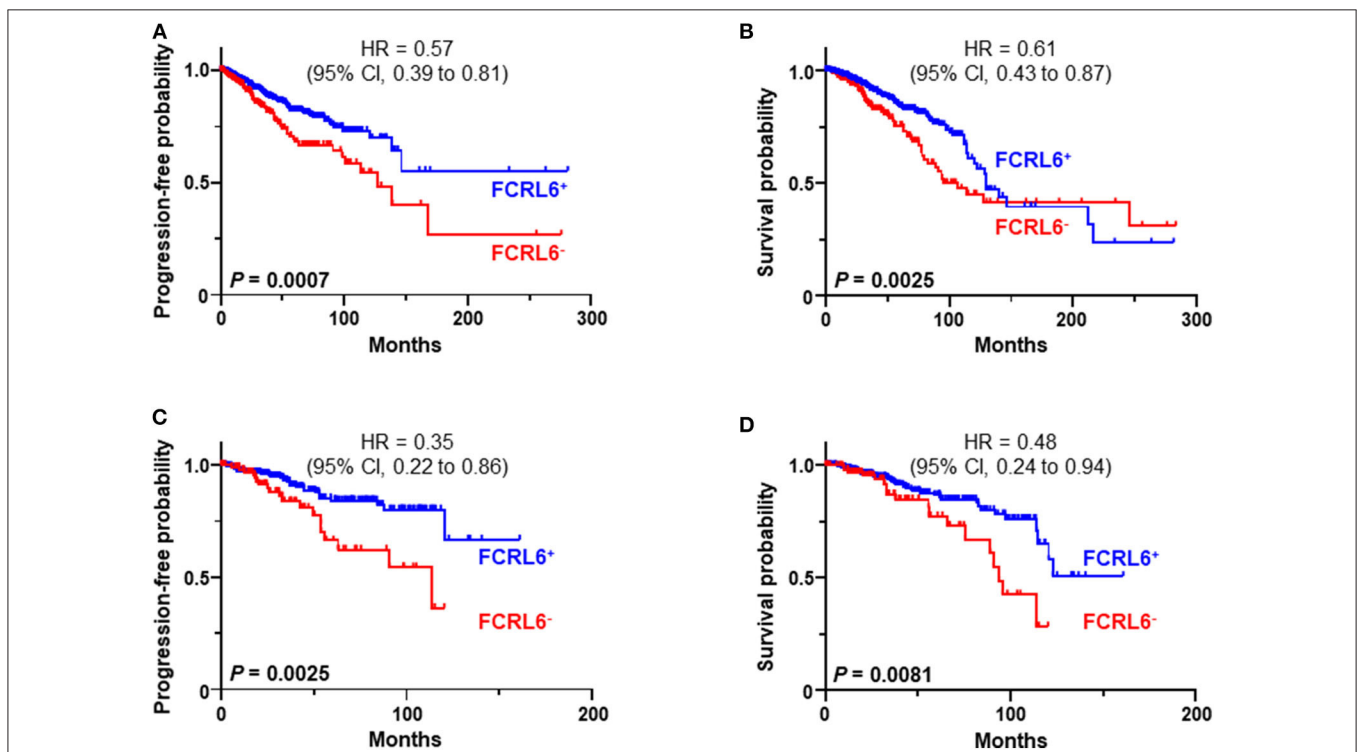 A
HR = 0.57
(95% CI, 0.39 to 0.81)
Progression-free probability
1.0
0.5
0
FCRL6⁺
FCRL6⁻
P = 0.0007
0 100 200 300
Months
B
HR = 0.61
(95% CI, 0.43 to 0.87)
Survival probability
1.0
0.5
0
FCRL6⁺
FCRL6⁻
P = 0.0025
0 100 200 300
Months
C
HR = 0.35
(95% CI, 0.22 to 0.86)
Progression-free probability
1.0
0.5
0
FCRL6⁺
FCRL6⁻
P = 0.0025
0 100 200
Months
D
HR = 0.48
(95% CI, 0.24 to 0.94)
Survival probability
1.0
0.5
0
FCRL6⁺
FCRL6⁻
P = 0.0081
0 100 200
Months